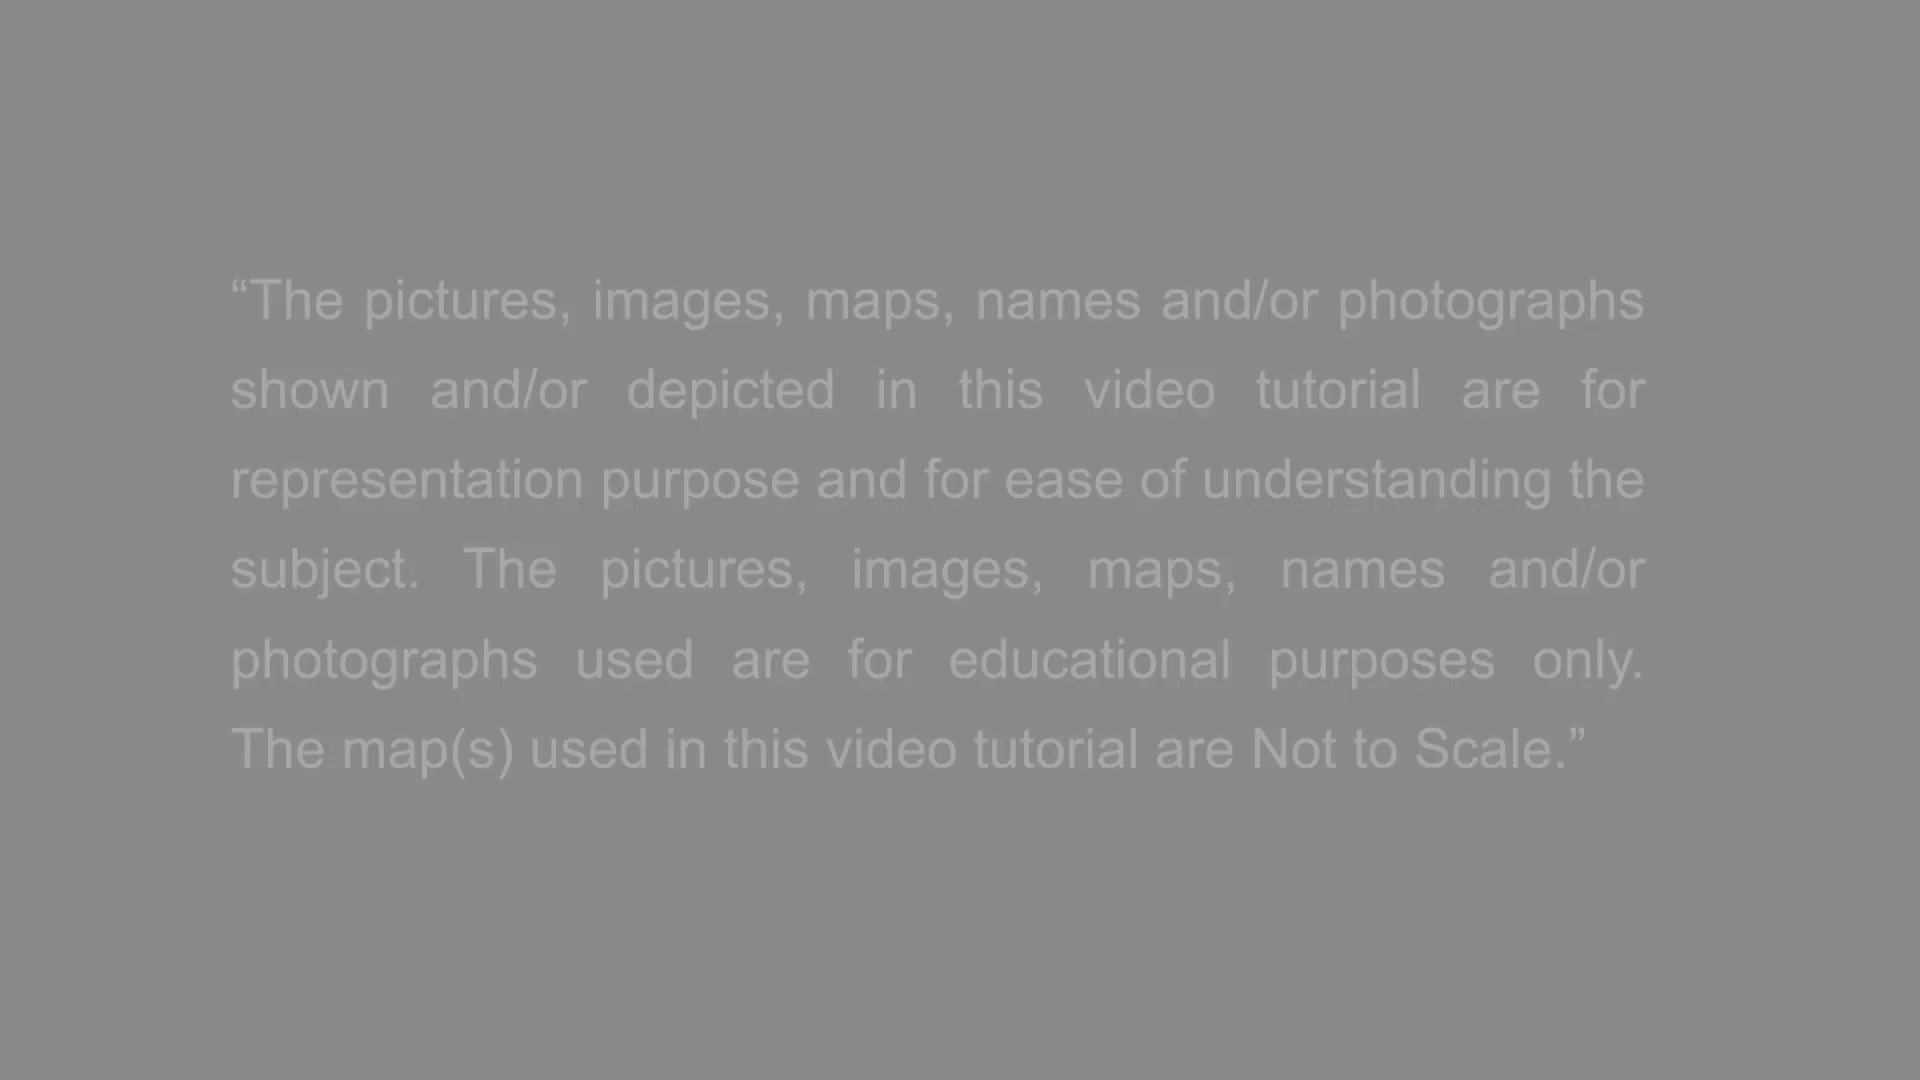 “The pictures, images, maps, names and/or photographs
shown and/or depicted in this video tutorial are for
representation purpose and for ease of understanding the
subject. The pictures, images, maps, names and/or
photographs used are for educational purposes only.
The map(s) used in this video tutorial are Not to Scale.”